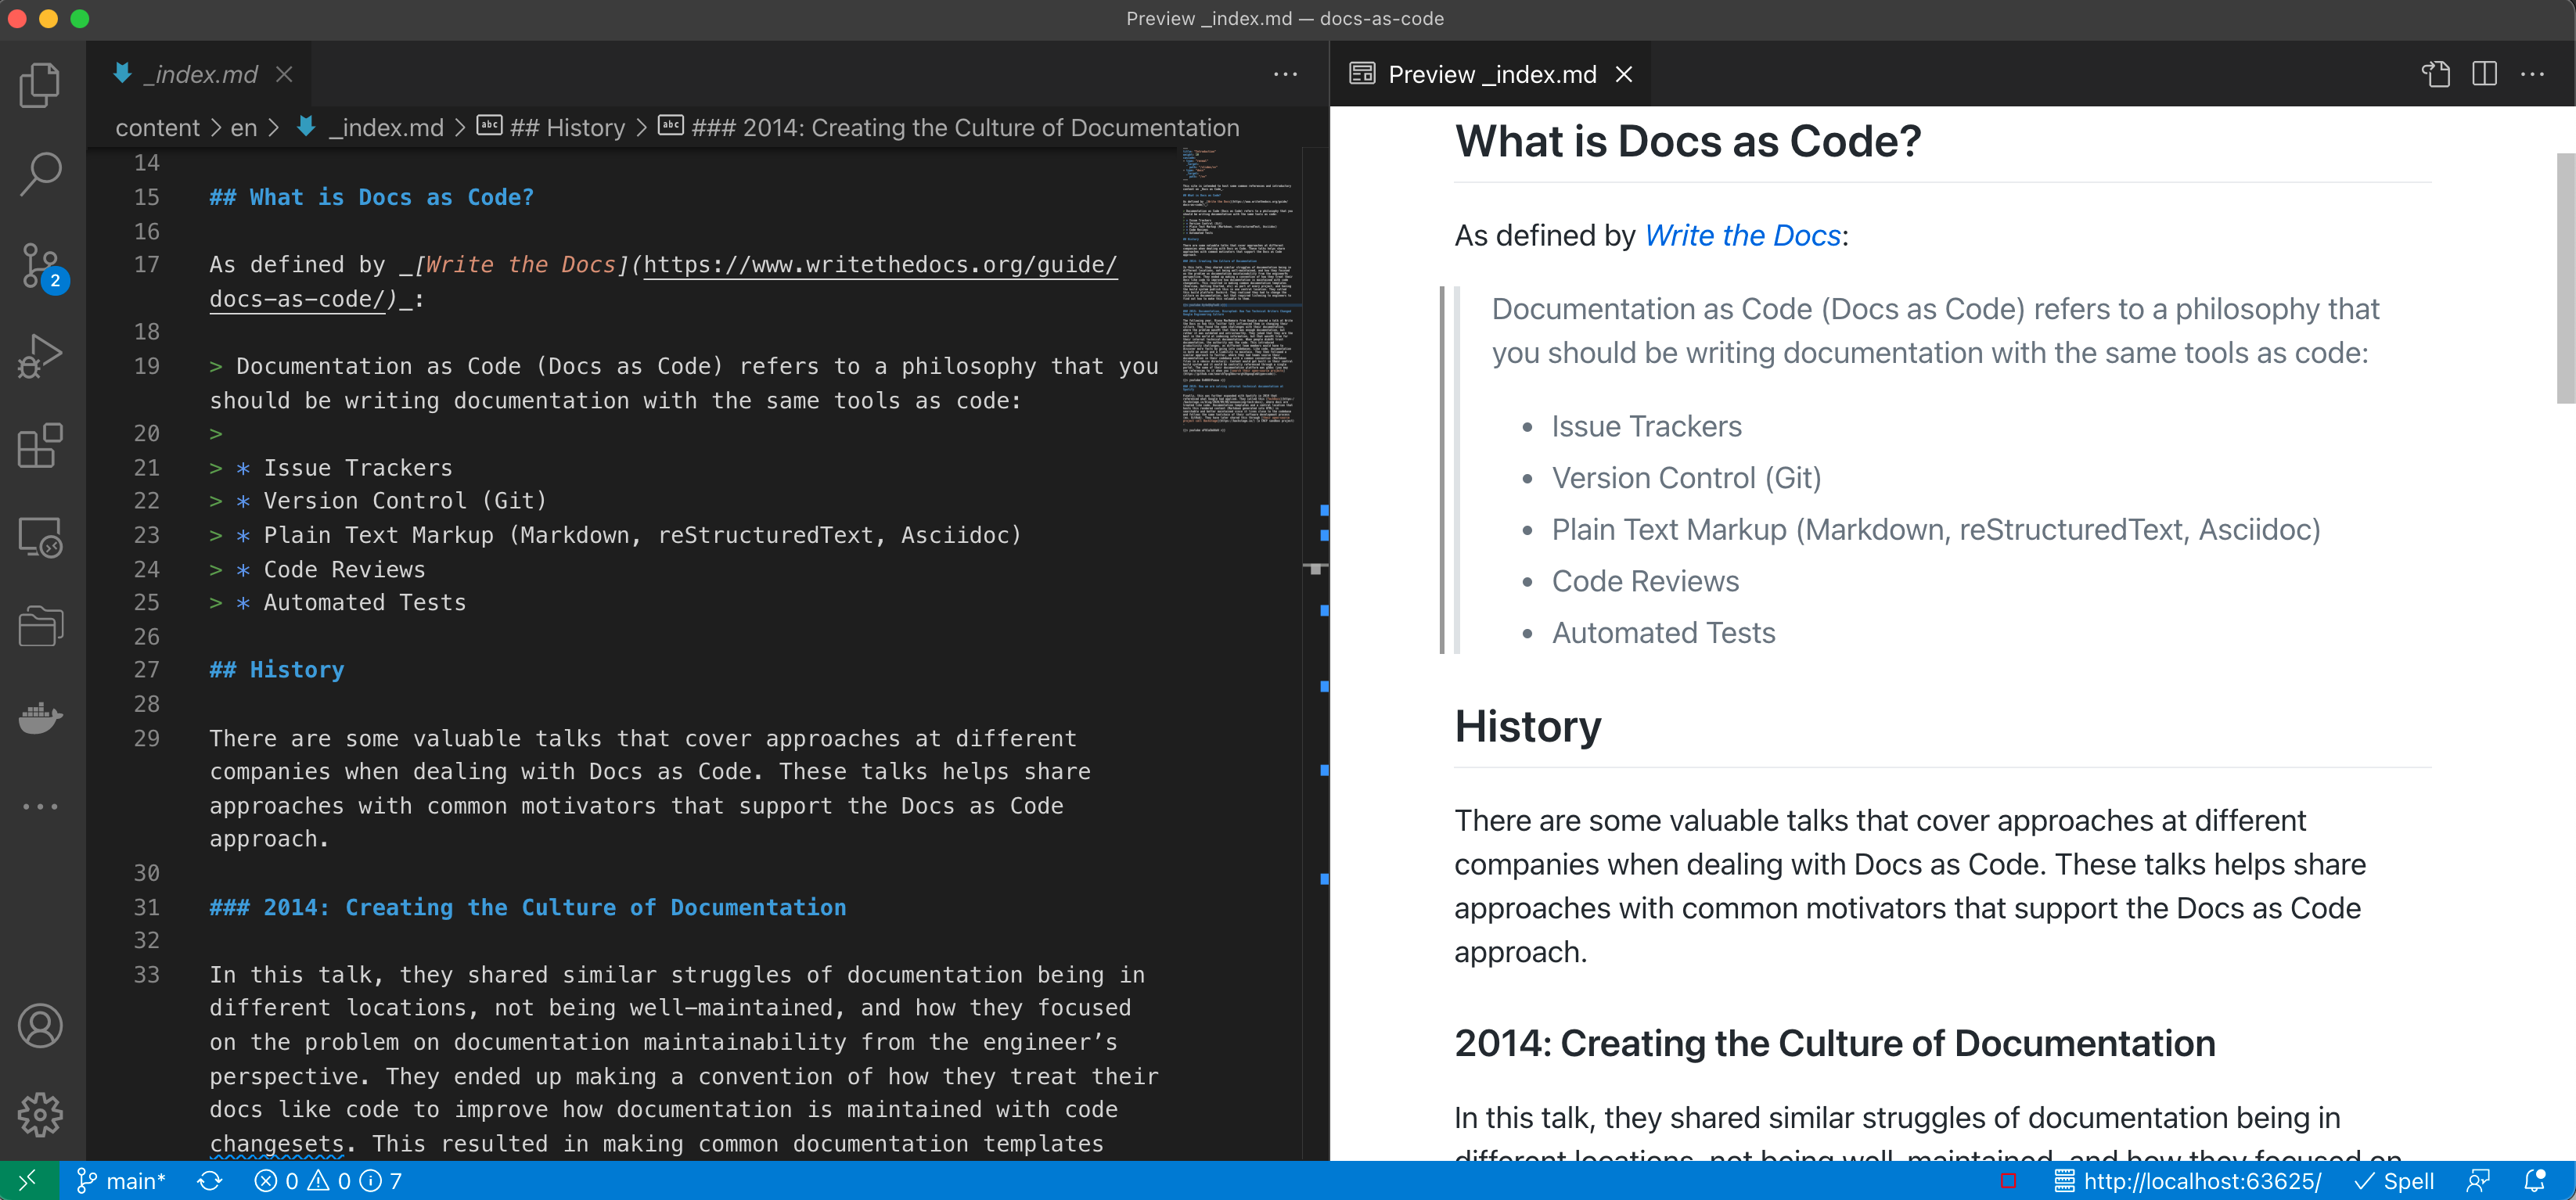 Preview _index.md — docs-as-code
_index.md
content > en > _index.md > ## History > ### 2014: Creating the Culture of Documentation
14
15 ## What is Docs as Code?
16
17 As defined by _[Write the Docs](https://www.writethedocs.org/guide/
docs-as-code/)_:
18
19 > Documentation as Code (Docs as Code) refers to a philosophy that you
should be writing documentation with the same tools as code:
20 >
21 > * Issue Trackers
22 > * Version Control (Git)
23 > * Plain Text Markup (Markdown, reStructuredText, Asciidoc)
24 > * Code Reviews
25 > * Automated Tests
26
27 ## History
28
29 There are some valuable talks that cover approaches at different
companies when dealing with Docs as Code. These talks helps share
approaches with common motivators that support the Docs as Code
approach.
30
31 ### 2014: Creating the Culture of Documentation
32
33 In this talk, they shared similar struggles of documentation being in
different locations, not being well-maintained, and how they focused
on the problem on documentation maintainability from the engineer’s
perspective. They ended up making a convention of how they treat their
docs like code to improve how documentation is maintained with code
changesets. This resulted in making common documentation templates
Preview _index.md
What is Docs as Code?
As defined by Write the Docs:
Documentation as Code (Docs as Code) refers to a philosophy that
you should be writing documentation with the same tools as code:
• Issue Trackers
• Version Control (Git)
• Plain Text Markup (Markdown, reStructuredText, Asciidoc)
• Code Reviews
• Automated Tests
History
There are some valuable talks that cover approaches at different
companies when dealing with Docs as Code. These talks helps share
approaches with common motivators that support the Docs as Code
approach.
2014: Creating the Culture of Documentation
In this talk, they shared similar struggles of documentation being in
different locations, not being well-maintained, and how they focused on
2
main* 0 0 7
http://localhost:63625/ Spell